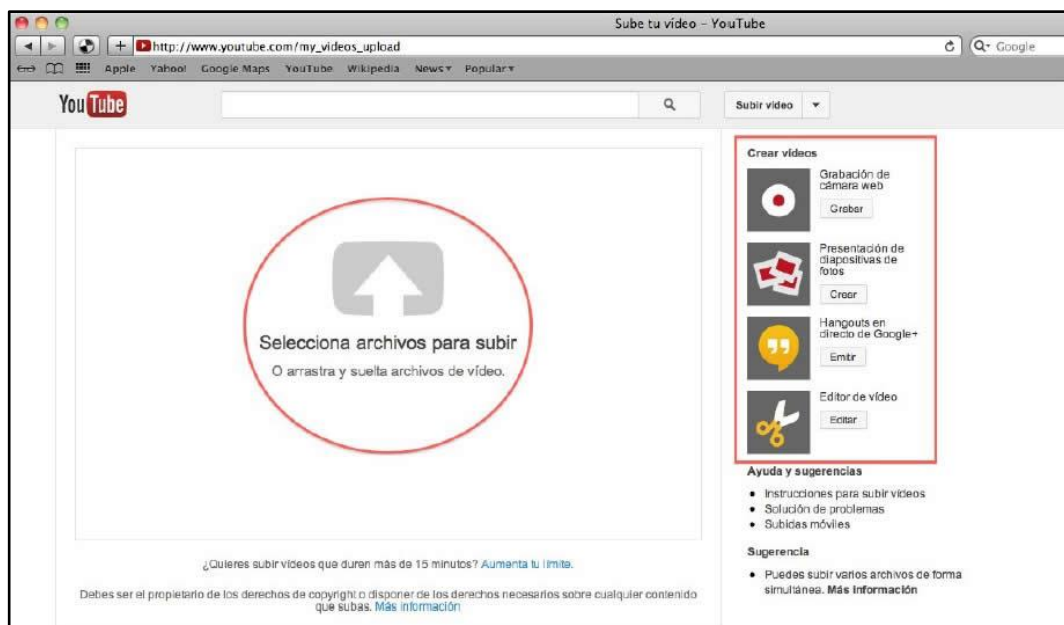 Sube tu vídeo – YouTube
http://www.youtube.com/my_videos_upload
Google
Apple Yahoo! Google Maps YouTube Wikipedia News Popular
YouTube
Subir vídeo
Selecciona archivos para subir
O arrastra y suelta archivos de vídeo.
¿Quieres subir vídeos que duren más de 15 minutos? Aumenta tu límite.
Debes ser el propietario de los derechos de copyright o disponer de los derechos necesarios sobre cualquier contenido
que subas. Más información
Crear vídeos
Grabación de
cámara web
Grabar
Presentación de
diapositivas de
fotos
Crear
Hangouts en
directo de Google+
Emitir
Editor de vídeo
Editar
Ayuda y sugerencias
Instrucciones para subir vídeos
Solución de problemas
Subidas móviles
Sugerencia
Puedes subir varios archivos de forma
simultánea. Más información